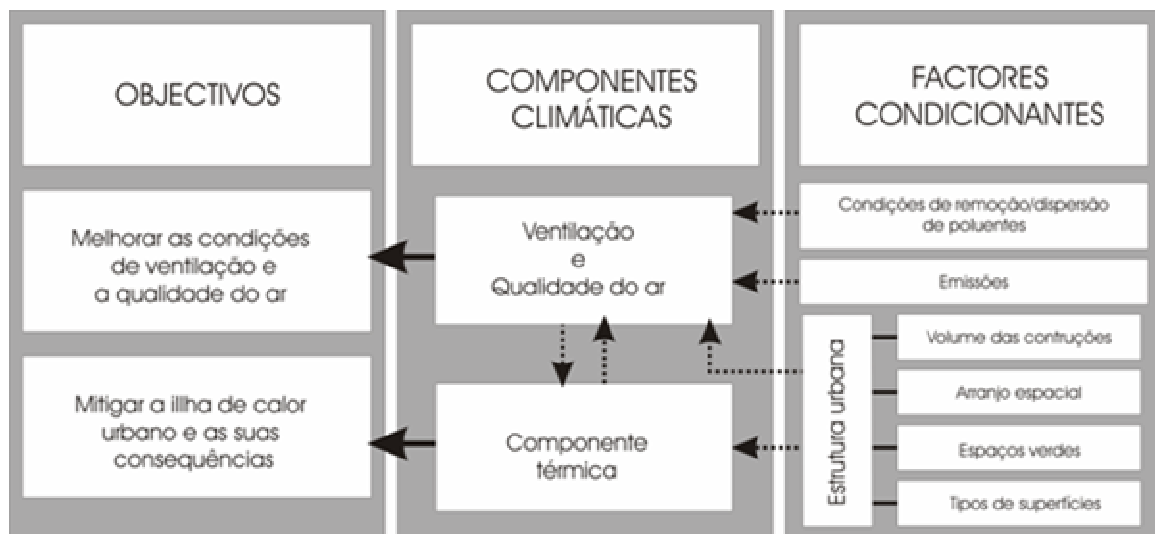 OBJECTIVOS
COMPONENTES
CLIMÁTICAS
FACTORES
CONDICIONANTES
Melhorar as condições
de ventilação e
a qualidade do ar
Mitigar a illha de calor
urbano e as suas
consequências
Ventilação
e
Qualidade do ar
Componente
térmica
Condições de remoção/dispersão
de poluentes
Emissões
Estrutura urbana
Volume das contruções
Arranjo espacial
Espaços verdes
Tipos de superfícies